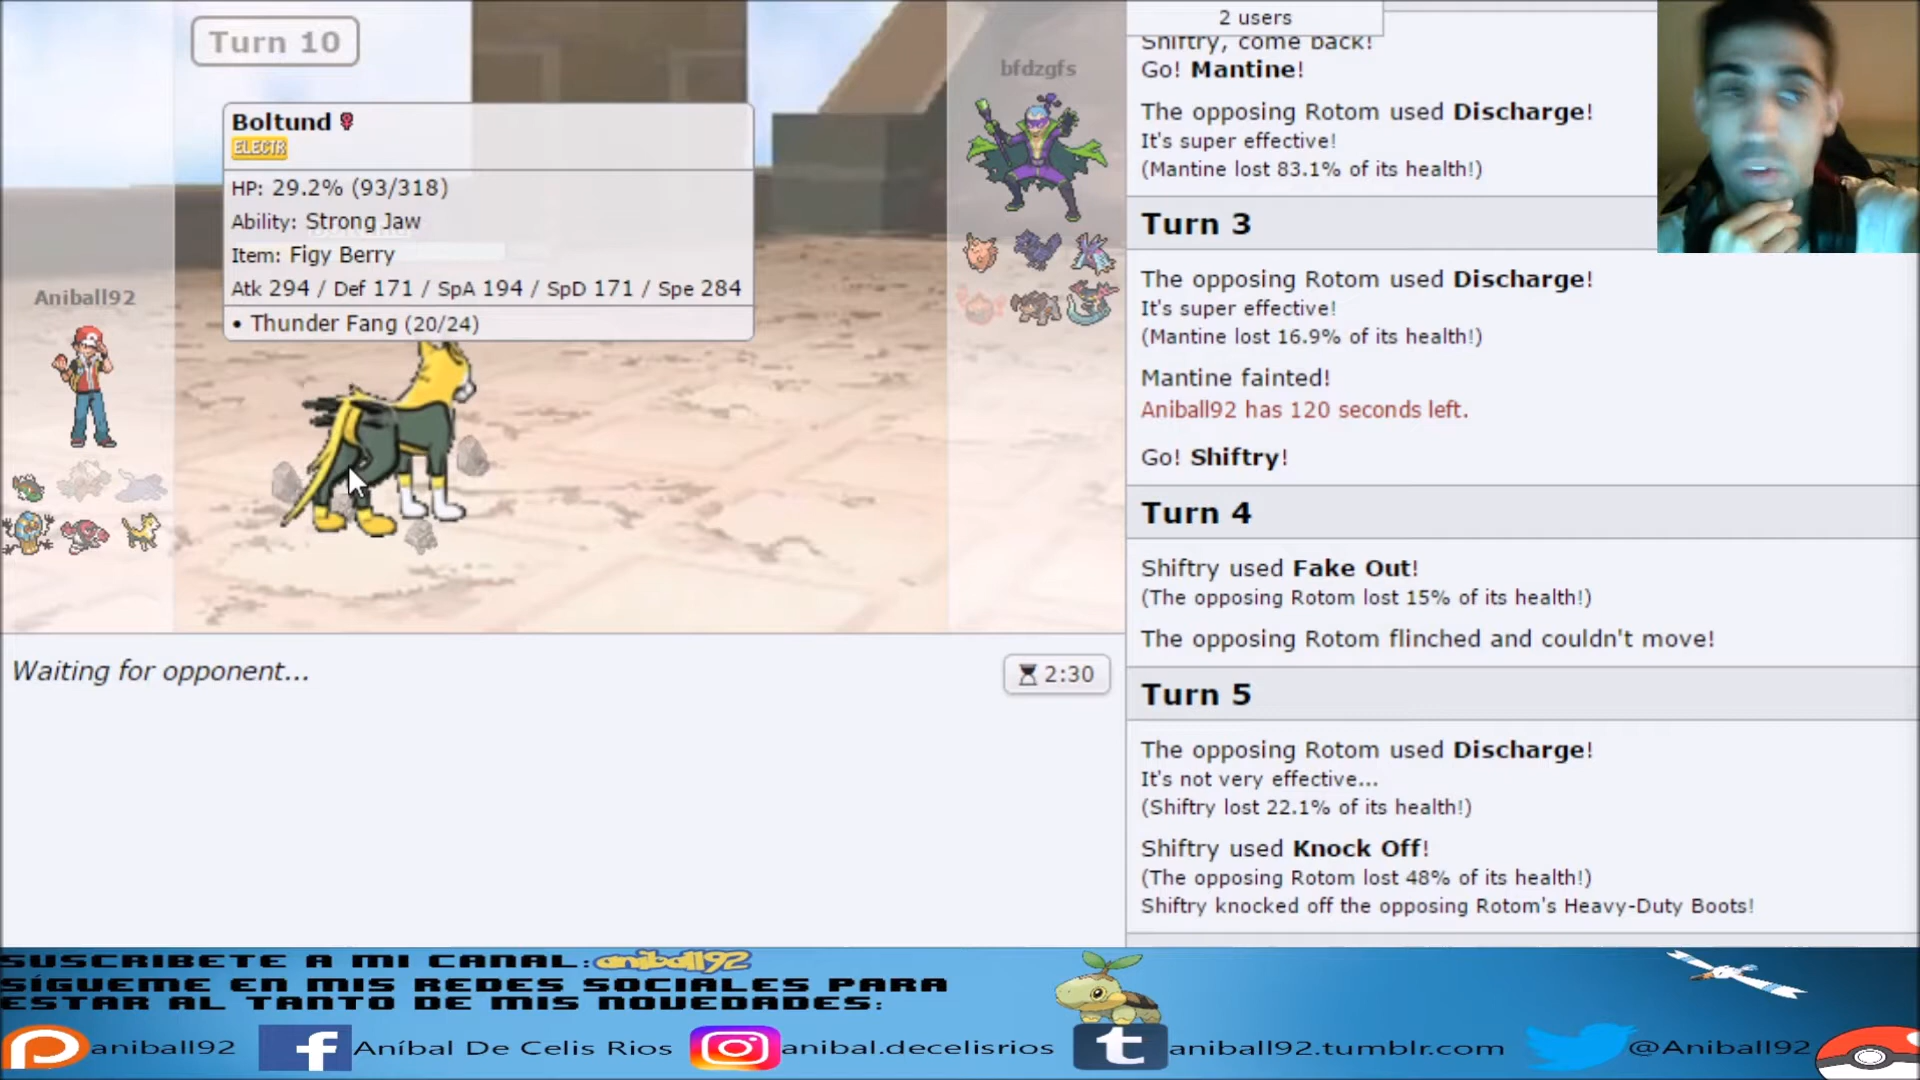 Turn 10
Boltund
ELECTR
HP: 29.2% (93/318)
Ability: Strong Jaw
Item: Figy Berry
Atk 294 / Def 171 / SpA 194 / SpD 171 / Spe 284
• Thunder Fang (20/24)
Aniball92
bfdzgfs
Waiting for opponent...
2:30
2 users
Shiftry, come back!
Go! Mantine!
The opposing Rotom used Discharge!
It's super effective!
(Mantine lost 83.1% of its health!)
Turn 3
The opposing Rotom used Discharge!
It's super effective!
(Mantine lost 16.9% of its health!)
Mantine fainted!
Aniball92 has 120 seconds left.
Go! Shiftry!
Turn 4
Shiftry used Fake Out!
(The opposing Rotom lost 15% of its health!)
The opposing Rotom flinched and couldn't move!
Turn 5
The opposing Rotom used Discharge!
It's not very effective...
(Shiftry lost 22.1% of its health!)
Shiftry used Knock Off!
(The opposing Rotom lost 48% of its health!)
Shiftry knocked off the opposing Rotom's Heavy-Duty Boots!
SUSCRIBETE A MI CANAL: aniball92
SÍGUEME EN MIS REDES SOCIALES PARA
ESTAR AL TANTO DE MIS NOVEDADES:
aniball92
f Aníbal De Celis Rios
anibal.decelisrios
t aniball92.tumblr.com
@Aniball92